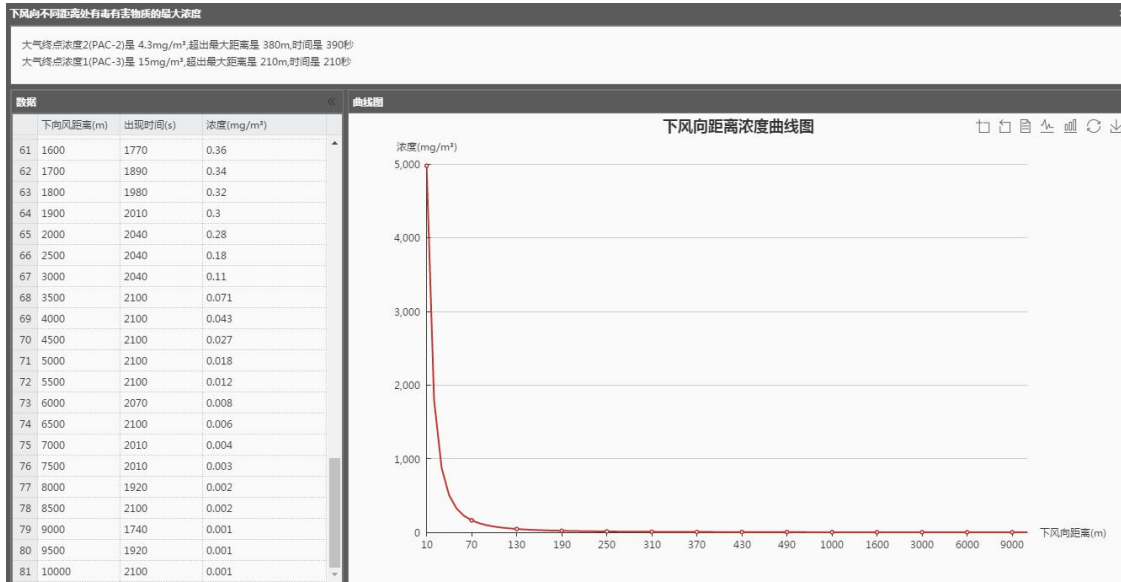 下风向不同距离处有毒有害物质的最大浓度
大气终点浓度2(PAC-2)是 4.3mg/m³,超出最大距离是 380m,时间是 390秒
大气终点浓度1(PAC-3)是 15mg/m³,超出最大距离是 210m,时间是 210秒
数据
下向风距离(m) 出现时间(s) 浓度(mg/m³)
61 1600 1770 0.36
62 1700 1890 0.34
63 1800 1980 0.32
64 1900 2010 0.3
65 2000 2040 0.28
66 2500 2040 0.18
67 3000 2040 0.11
68 3500 2100 0.071
69 4000 2100 0.043
70 4500 2100 0.027
71 5000 2100 0.018
72 5500 2100 0.012
73 6000 2070 0.008
74 6500 2100 0.006
75 7000 2010 0.004
76 7500 2010 0.003
77 8000 1920 0.002
78 8500 2100 0.002
79 9000 1740 0.001
80 9500 1920 0.001
81 10000 2100 0.001
曲线图
下风向距离浓度曲线图
浓度(mg/m³)
5,000
4,000
3,000
2,000
1,000
0
10 70 130 190 250 310 370 430 490 1000 1600 3000 6000 9000
下风向距离(m)